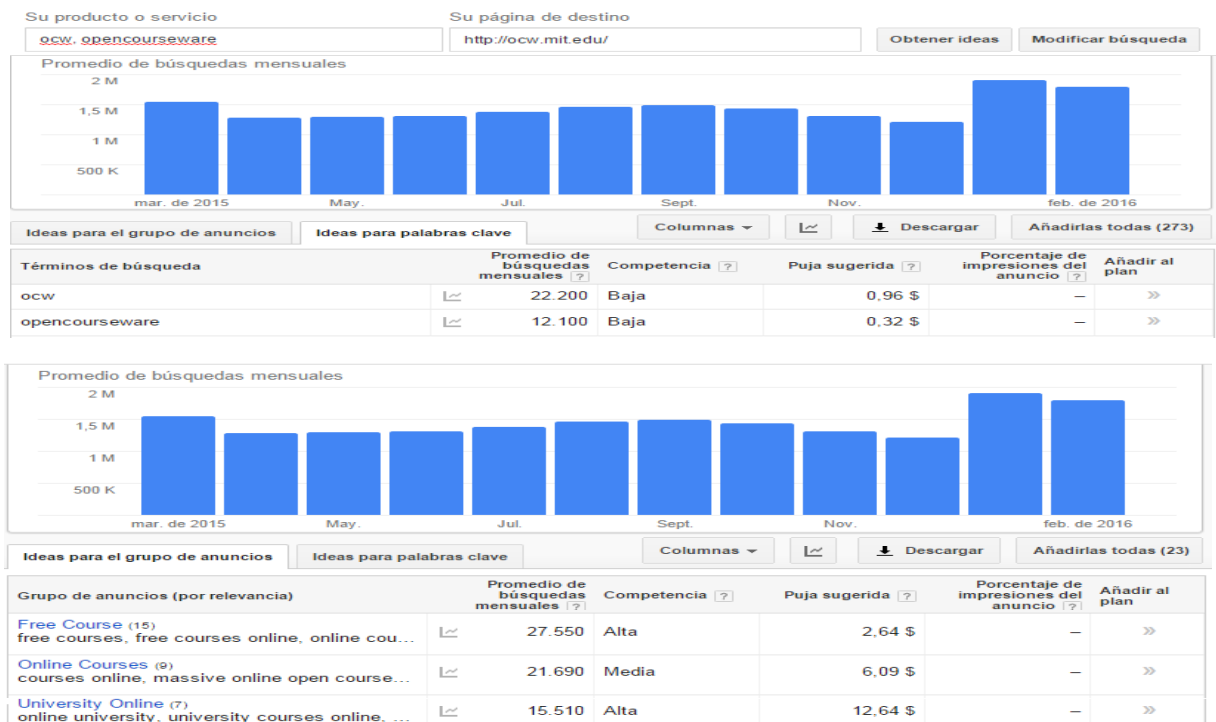 Su producto o servicio Su página de destino
ocw, opencourseware http://ocw.mit.edu/ Obtener ideas Modificar búsqueda
Promedio de búsquedas mensuales
2 M
1,5 M
1 M
500 K
mar. de 2015 May. Jul. Sept. Nov. feb. de 2016
Ideas para el grupo de anuncios Ideas para palabras clave Columnas Descargar Añadirlas todas (273)
Términos de búsqueda Promedio de búsquedas mensuales ? Competencia ? Puja sugerida ? Porcentaje de impresiones del anuncio ? Añadir al plan
ocw 22.200 Baja 0,96 $ – »
opencourseware 12.100 Baja 0,32 $ – »
Promedio de búsquedas mensuales
2 M
1,5 M
1 M
500 K
mar. de 2015 May. Jul. Sept. Nov. feb. de 2016
Ideas para el grupo de anuncios Ideas para palabras clave Columnas Descargar Añadirlas todas (23)
Grupo de anuncios (por relevancia) Promedio de búsquedas mensuales ? Competencia ? Puja sugerida ? Porcentaje de impresiones del anuncio ? Añadir al plan
Free Course (15)
free courses, free courses online, online cou... 27.550 Alta 2,64 $ – »
Online Courses (9)
courses online, massive online open course... 21.690 Media 6,09 $ – »
University Online (7)
online university, university courses online, ... 15.510 Alta 12,64 $ – »